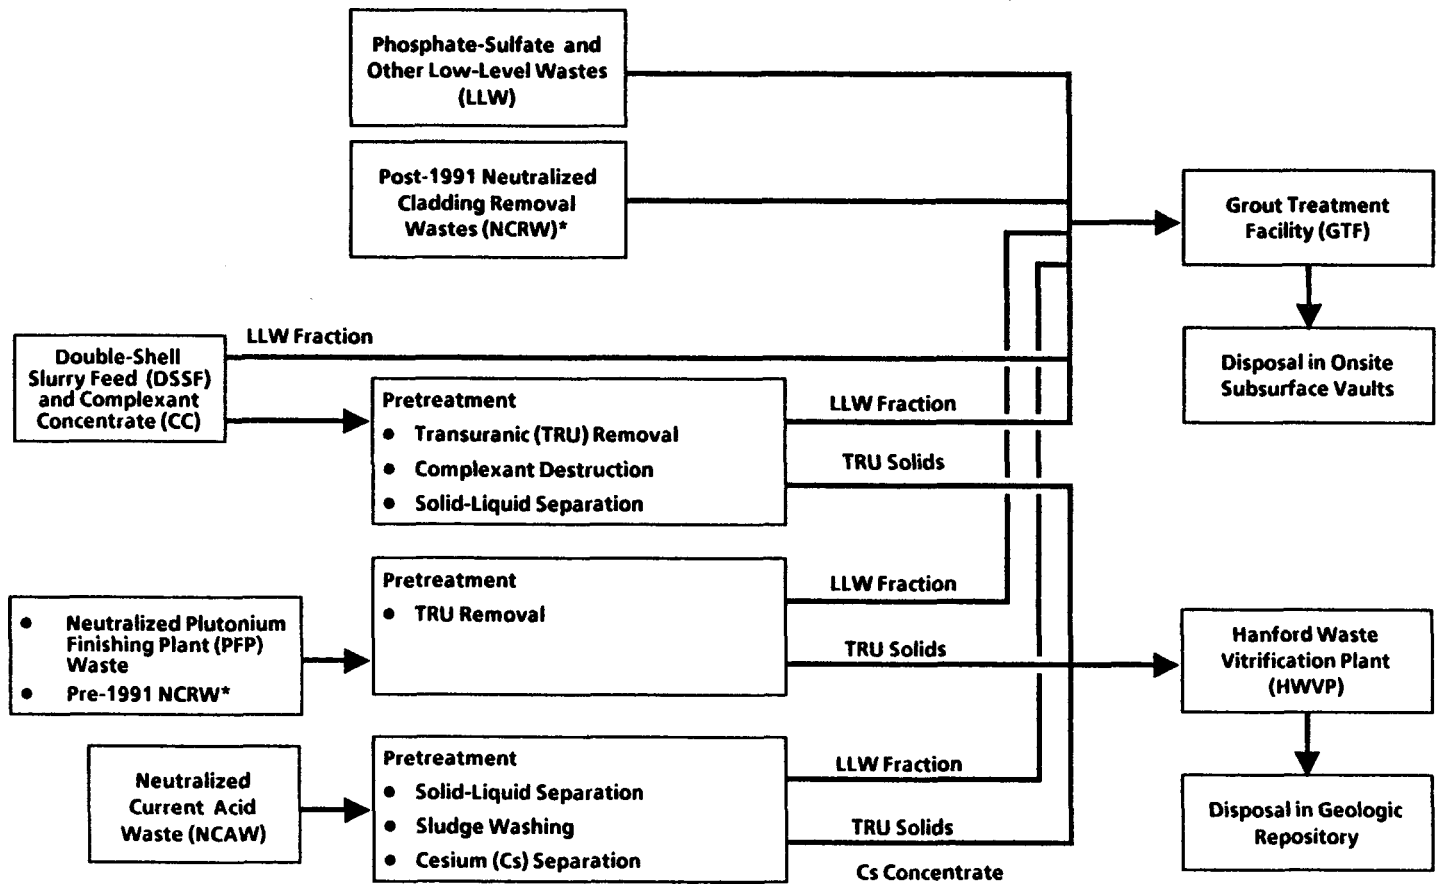 Phosphate-Sulfate and
Other Low-Level Wastes
(LLW)
Post-1991 Neutralized
Cladding Removal
Wastes (NCRW)*
Grout Treatment
Facility (GTF)
Disposal in Onsite
Subsurface Vaults
LLW Fraction
Double-Shell
Slurry Feed (DSSF)
and Complexant
Concentrate (CC)
Pretreatment
● Transuranic (TRU) Removal
● Complexant Destruction
● Solid-Liquid Separation
LLW Fraction
TRU Solids
● Neutralized Plutonium
Finishing Plant (PFP)
Waste
● Pre-1991 NCRW*
Pretreatment
● TRU Removal
LLW Fraction
TRU Solids
Hanford Waste
Vitrification Plant
(HWVP)
Neutralized
Current Acid
Waste (NCAW)
Pretreatment
● Solid-Liquid Separation
● Sludge Washing
● Cesium (Cs) Separation
LLW Fraction
TRU Solids
Cs Concentrate
Disposal in Geologic
Repository